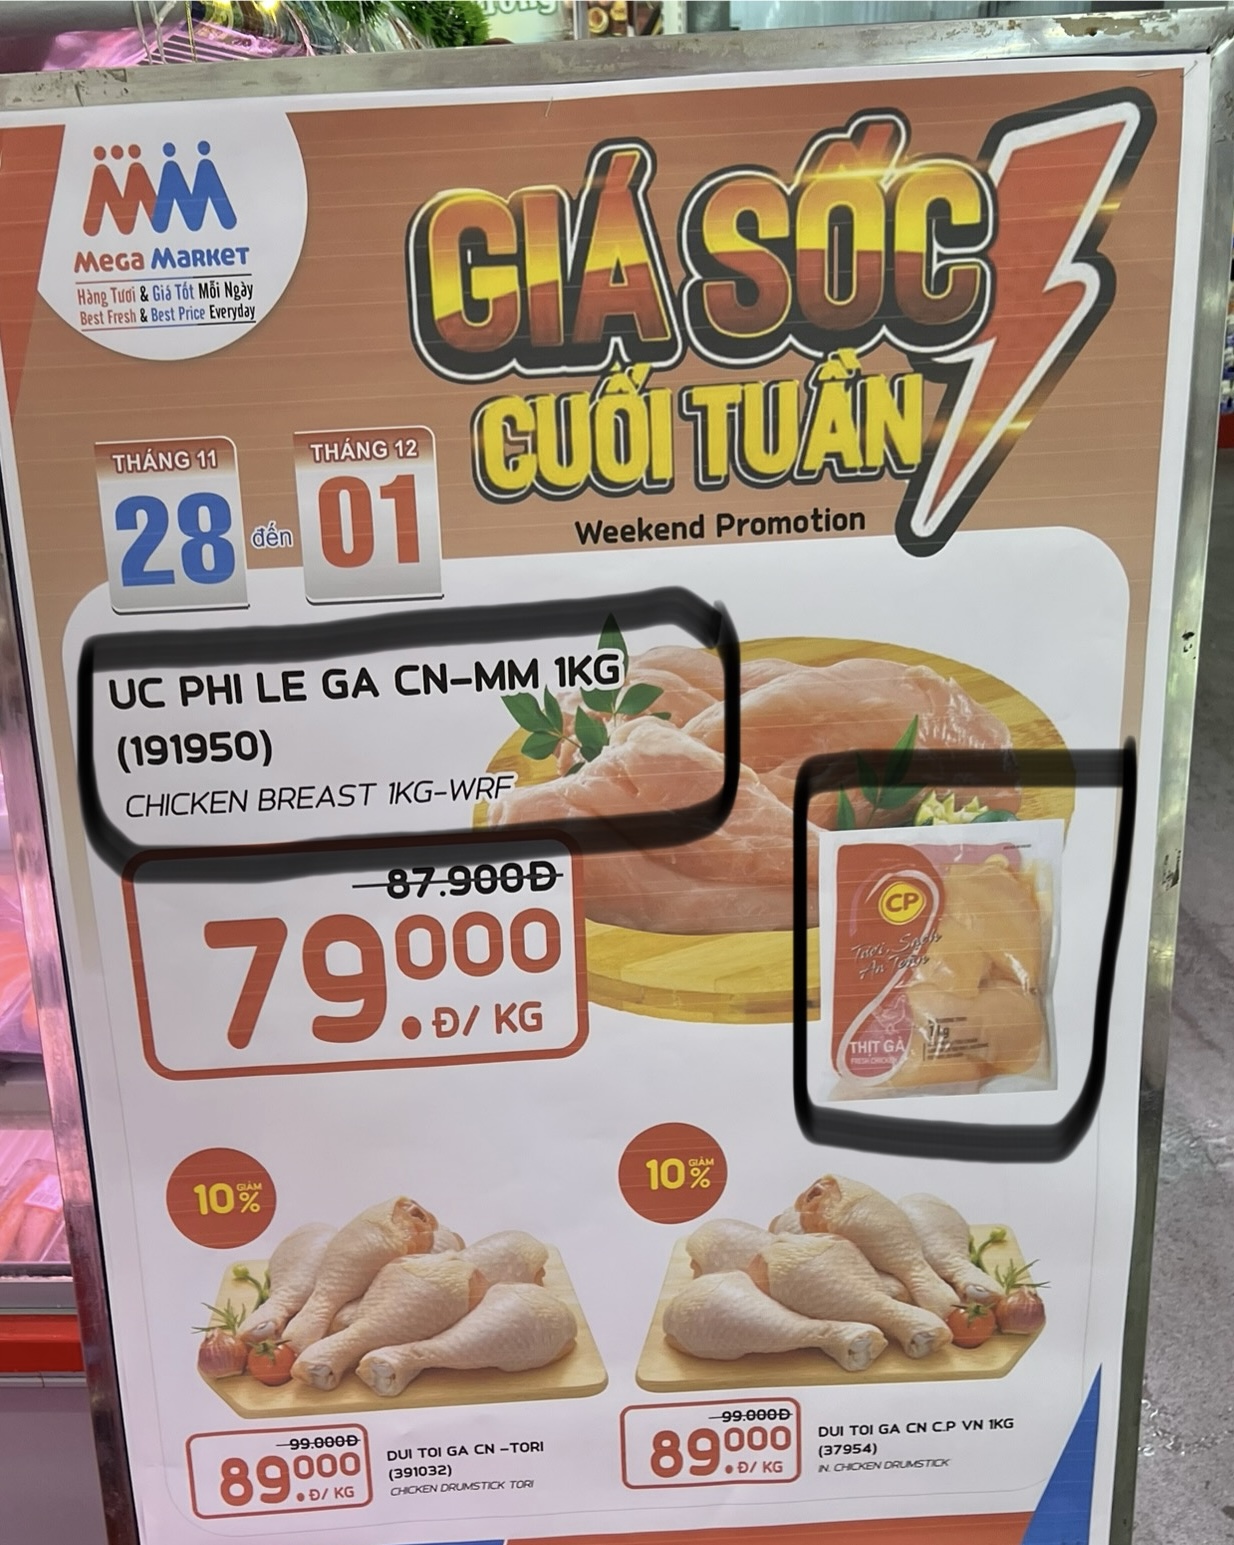 MM
MEGA MARKET
Hàng Tươi & Giá Tốt Mỗi Ngày
Best Fresh & Best Price Everyday
GIÁ SỐC
CUỐI TUẦN
Weekend Promotion
THÁNG 11
28
đến
THÁNG 12
01
UC PHI LE GA CN-MM 1KG
(191950)
CHICKEN BREAST 1KG-WRF
87.900Đ
79.000
Đ/ KG
CP
Tươi, Sạch
An Toàn
THỊT GÀ
FRESH CHICKEN
1 kg
GIẢM
10%
GIẢM
10%
99.000Đ
89.000
Đ/ KG
DUI TOI GA CN -TORI
(391032)
CHICKEN DRUMSTICK TORI
99.000Đ
89.000
Đ/ KG
DUI TOI GA CN C.P VN 1KG
(37954)
IN. CHICKEN DRUMSTICK